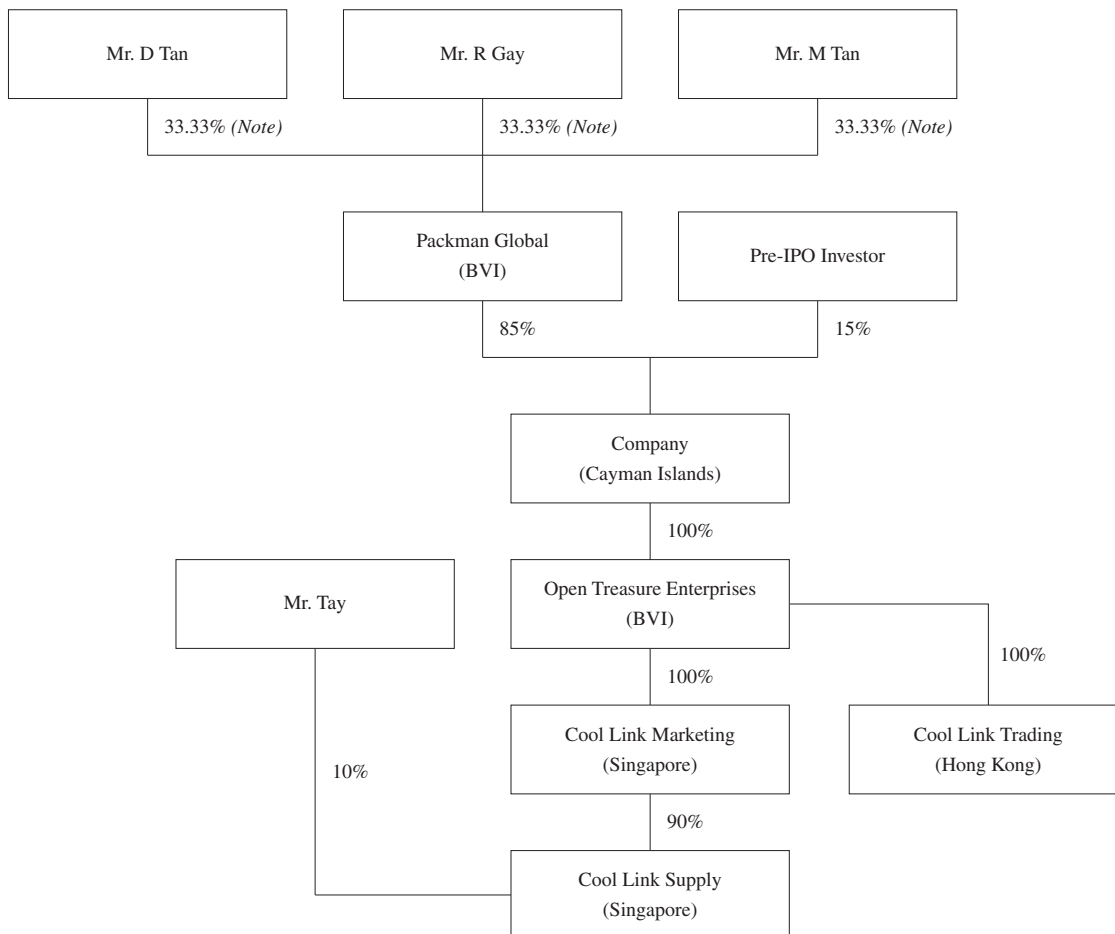 Mr. D Tan
Mr. R Gay
Mr. M Tan
33.33% (Note)
33.33% (Note)
33.33% (Note)
Packman Global
(BVI)
Pre-IPO Investor
85%
15%
Company
(Cayman Islands)
100%
Mr. Tay
Open Treasure Enterprises
(BVI)
100%
100%
Cool Link Marketing
(Singapore)
Cool Link Trading
(Hong Kong)
10%
90%
Cool Link Supply
(Singapore)